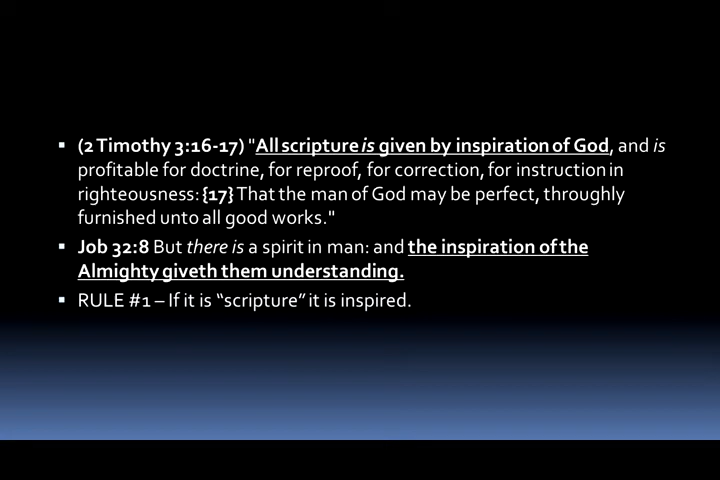 ▪ (2 Timothy 3:16-17) "All scripture is given by inspiration of God, and is
profitable for doctrine, for reproof, for correction, for instruction in
righteousness: {17} That the man of God may be perfect, throughly
furnished unto all good works."
▪ Job 32:8 But there is a spirit in man: and the inspiration of the
Almighty giveth them understanding.
▪ RULE #1 – If it is “scripture” it is inspired.